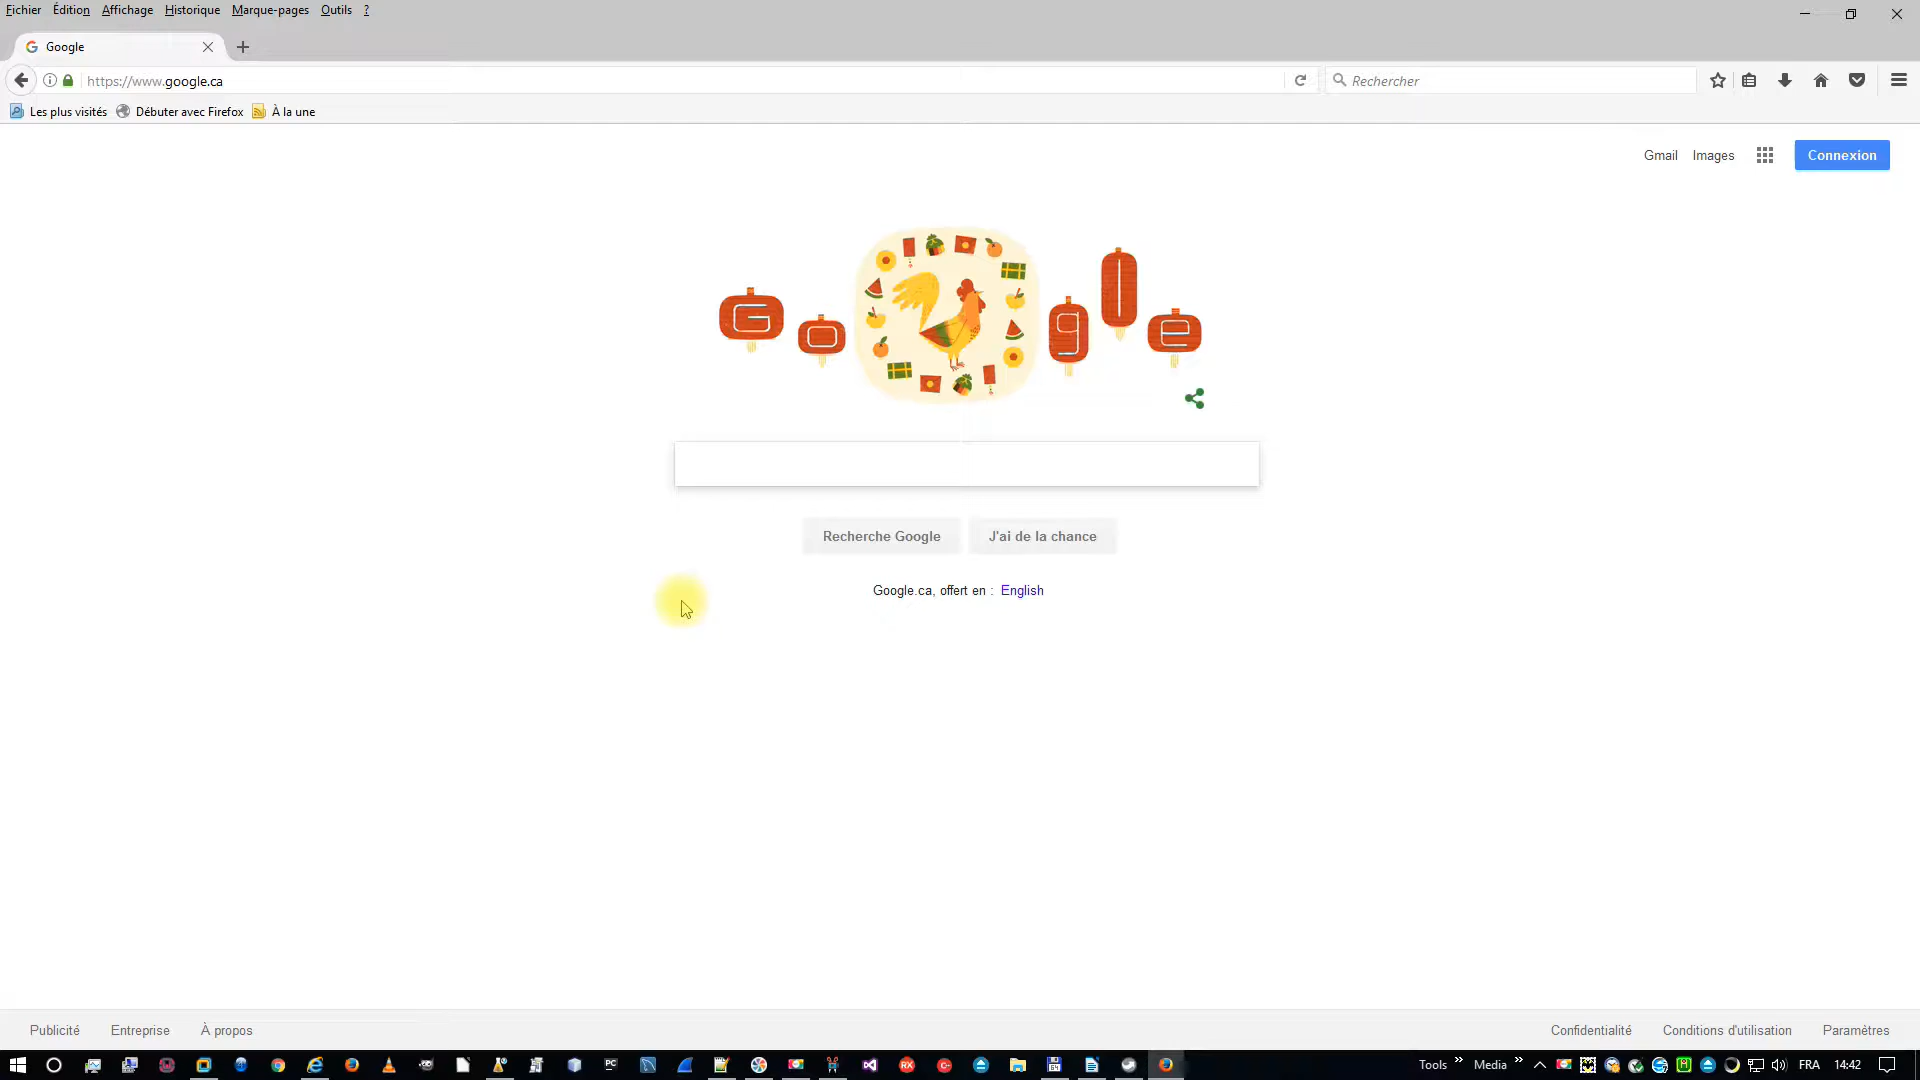 Fichier Édition Affichage Historique Marque-pages Outils ?
Google
https://www.google.ca
Rechercher
Les plus visités Débuter avec Firefox À la une
Gmail Images Connexion
Google
Recherche Google J'ai de la chance
Google.ca, offert en : English
Publicité Entreprise À propos Confidentialité Conditions d'utilisation Paramètres
Tools Media FRA 14:42